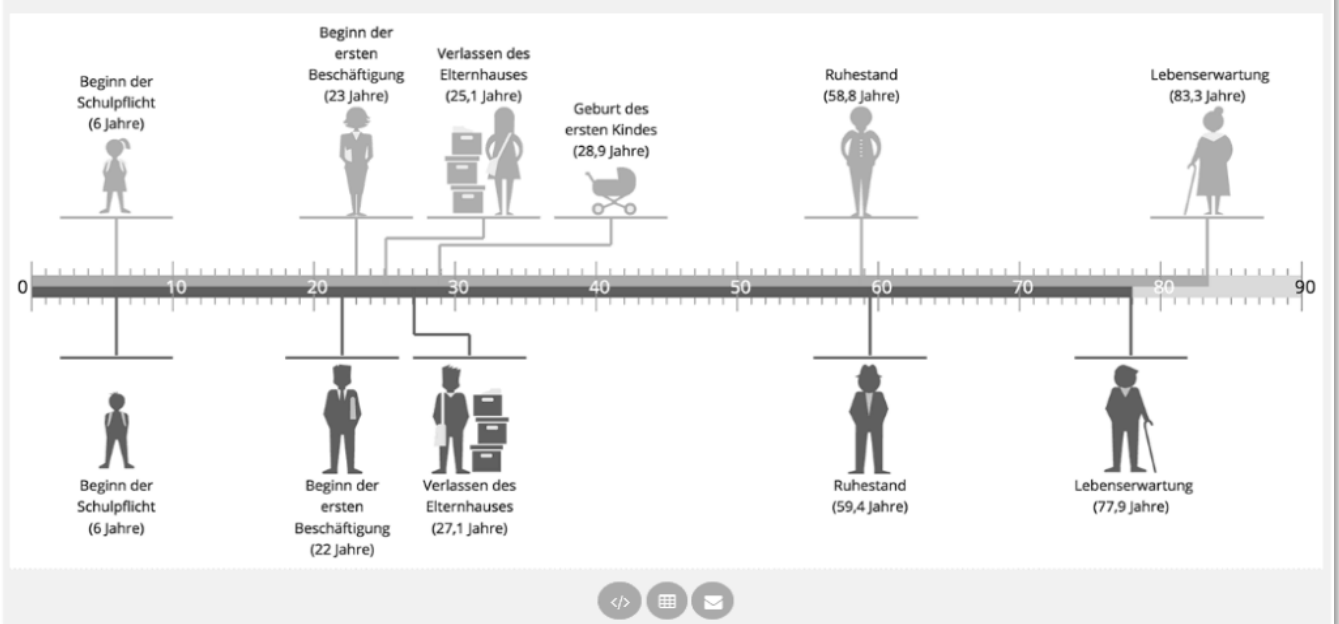 Beginn der
Schulpflicht
(6 Jahre)
Beginn der
ersten
Beschäftigung
(23 Jahre)
Verlassen des
Elternhauses
(25,1 Jahre)
Geburt des
ersten Kindes
(28,9 Jahre)
Ruhestand
(58,8 Jahre)
Lebenserwartung
(83,3 Jahre)
0 10 20 30 40 50 60 70 80 90
Beginn der
Schulpflicht
(6 Jahre)
Beginn der
ersten
Beschäftigung
(22 Jahre)
Verlassen des
Elternhauses
(27,1 Jahre)
Ruhestand
(59,4 Jahre)
Lebenserwartung
(77,9 Jahre)